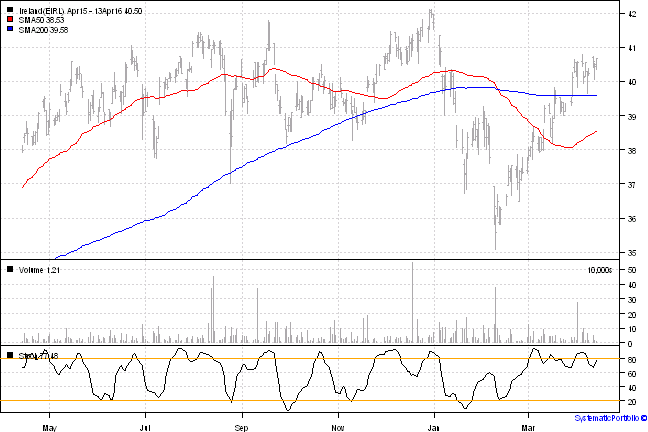 Ireland(EIRL) Apr15 - 13Apr16 40.50
SMA50 38.53
SMA200 39.58
42
41
40
39
38
37
36
35
Volume 1.21
10,000s
50
40
30
20
10
0
80
60
40
20
May
Jul
Sep
Nov
Jan
Mar
SystematicPortfolio ©